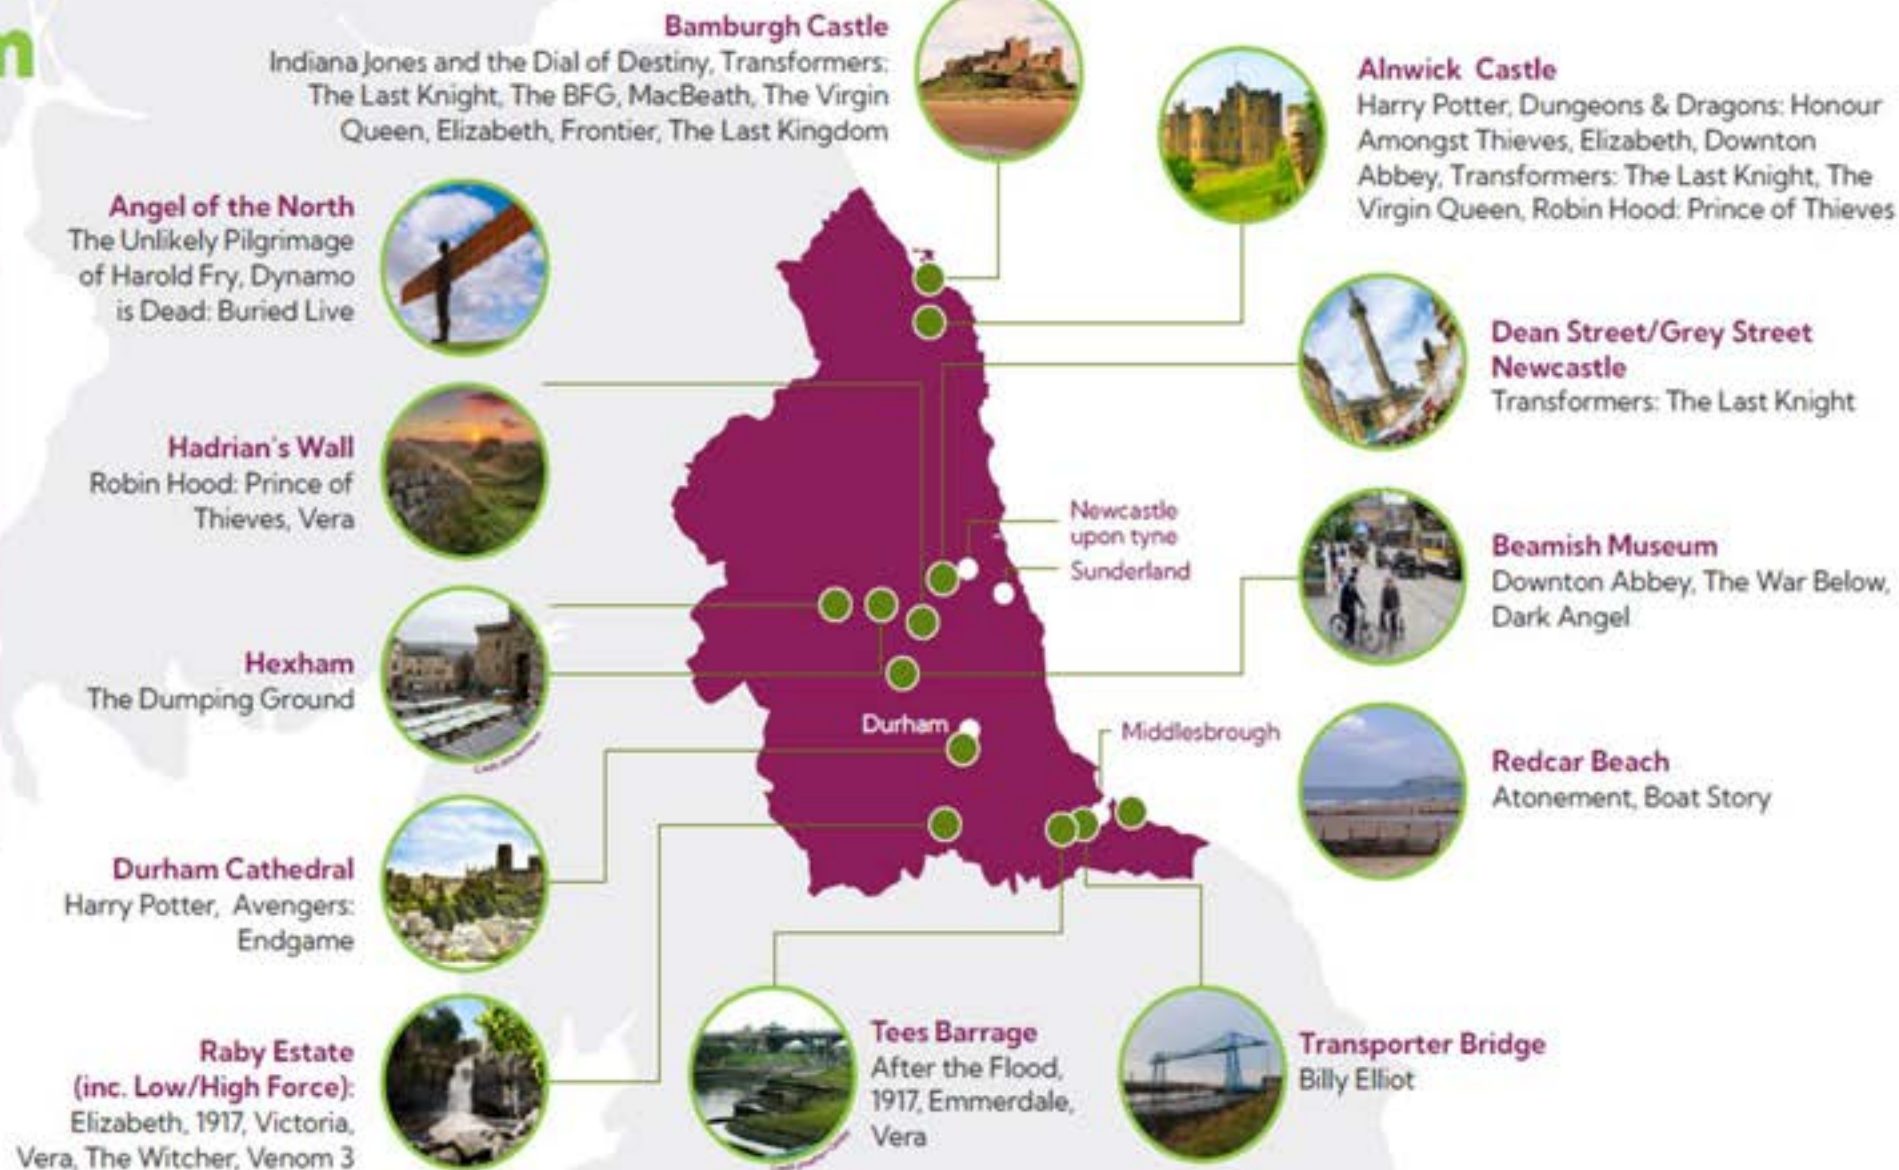 n
Bamburgh Castle
Indiana Jones and the Dial of Destiny, Transformers:
The Last Knight, The BFG, MacBeath, The Virgin
Queen, Elizabeth, Frontier, The Last Kingdom
Alnwick Castle
Harry Potter, Dungeons & Dragons: Honour
Amongst Thieves, Elizabeth, Downton
Abbey, Transformers: The Last Knight, The
Virgin Queen, Robin Hood: Prince of Thieves
Angel of the North
The Unlikely Pilgrimage
of Harold Fry, Dynamo
is Dead: Buried Live
Dean Street/Grey Street
Newcastle
Transformers: The Last Knight
Hadrian's Wall
Robin Hood: Prince of
Thieves, Vera
Newcastle
upon tyne
Sunderland
Beamish Museum
Downton Abbey, The War Below,
Dark Angel
Hexham
The Dumping Ground
Durham
Middlesbrough
Redcar Beach
Atonement, Boat Story
Durham Cathedral
Harry Potter, Avengers:
Endgame
Raby Estate
(inc. Low/High Force):
Elizabeth, 1917, Victoria,
Vera, The Witcher, Venom 3
Tees Barrage
After the Flood,
1917, Emmerdale,
Vera
Transporter Bridge
Billy Elliot